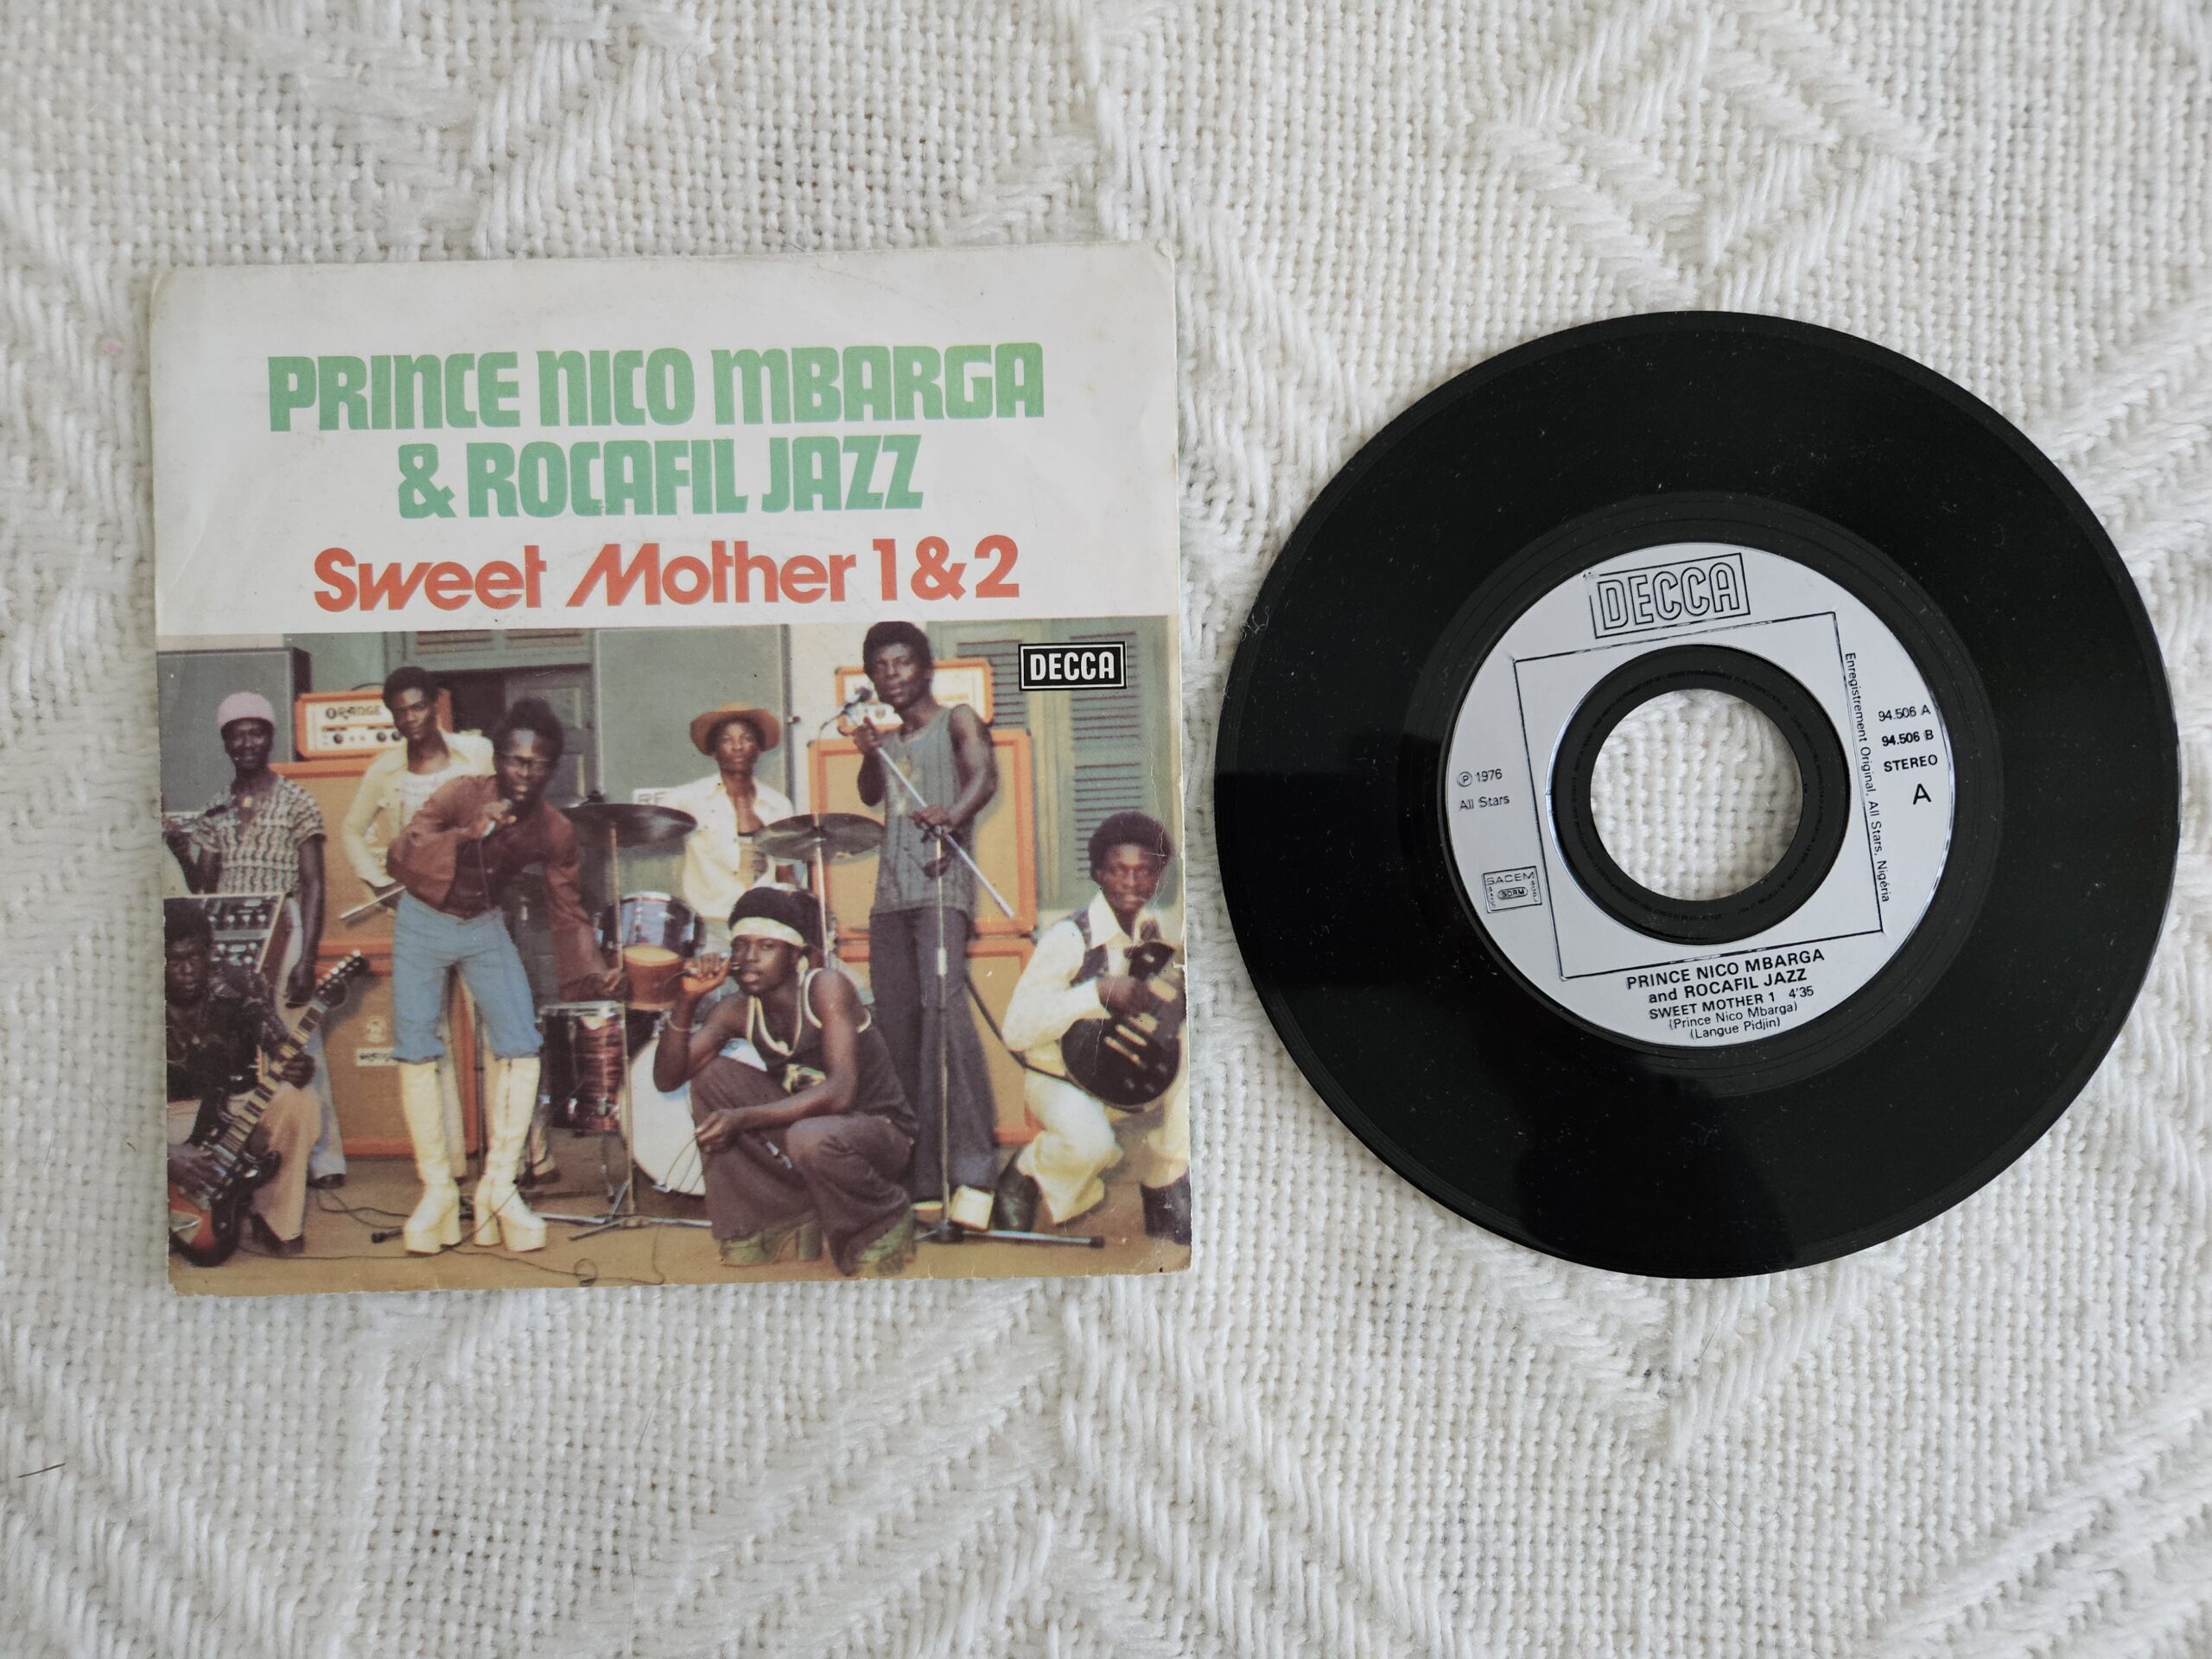 PRINCE NICO MBARGA
& ROCAFIL JAZZ
Sweet Mother 1 & 2
DECCA
ORANGE
DECCA
Enregistrement Original, All Stars, Nigéria
94.506 A
94.506 B
STEREO
A
℗ 1976
All Stars
SACEM
SDRM
PRINCE NICO MBARGA
and ROCAFIL JAZZ
SWEET MOTHER 1 4'35
(Prince Nico Mbarga)
(Langue Pidjin)